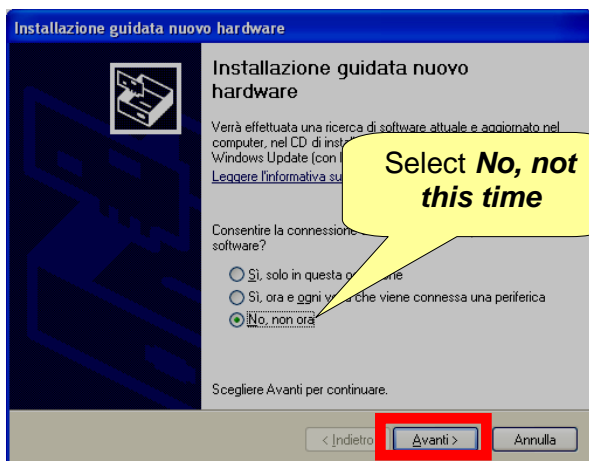 Installazione guidata nuovo hardware
Installazione guidata nuovo
hardware
Verrà effettuata una ricerca di software attuale e aggiornato nel
computer, nel CD di
Windows Update (con
Leggere l'informativa
Select No, not
this time
Consentire la connessione
software?
Sì, solo in questa
Sì, ora e ogni che viene connessa una periferica
No, non ora
Scegliere Avanti per continuare.
< Indietro
Avanti >
Annulla